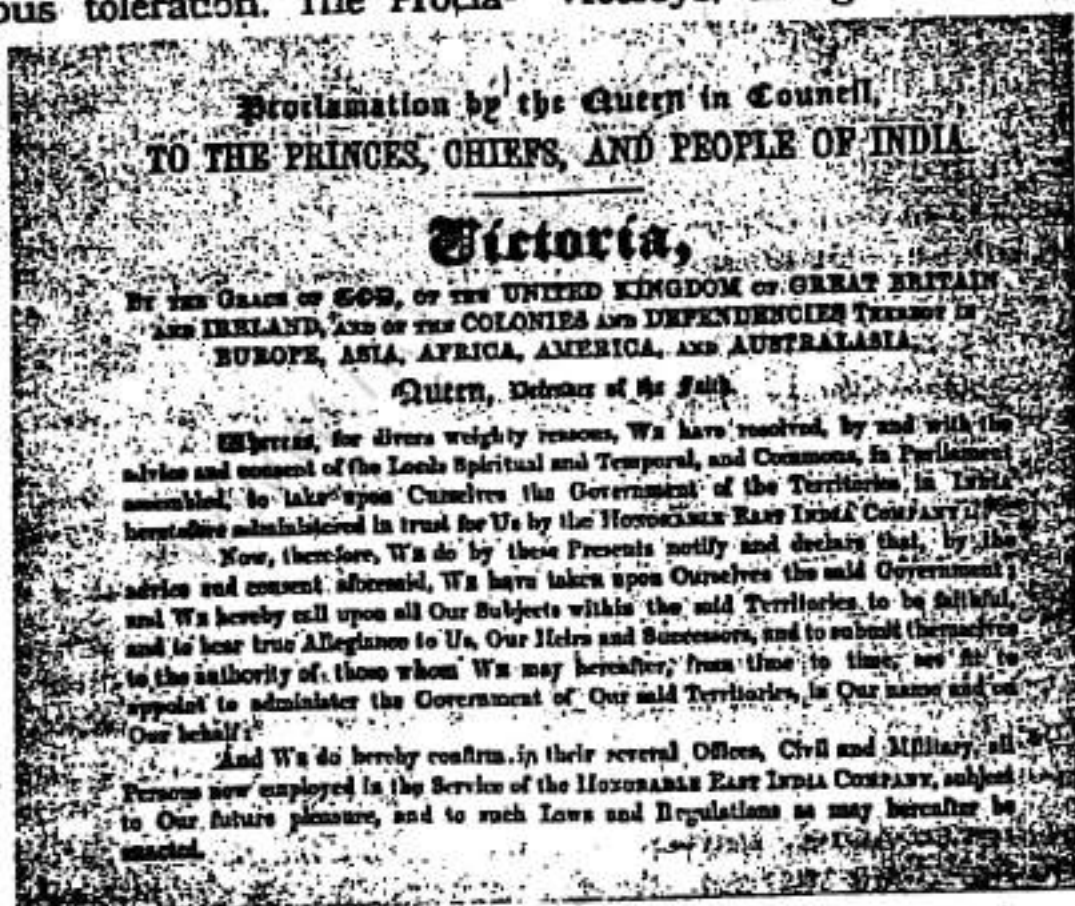 ous toleration. The Procla-
Proclamation by the Queen in Council,
TO THE PRINCES, CHIEFS, AND PEOPLE OF INDIA.
Victoria,
BY THE GRACE OF GOD, OF THE UNITED KINGDOM OF GREAT BRITAIN
AND IRELAND, AND OF THE COLONIES AND DEPENDENCIES THEREOF IN
EUROPE, ASIA, AFRICA, AMERICA, AND AUSTRALASIA,
Queen, Defender of the Faith.
Whereas, for divers weighty reasons, WE have resolved, by and with the
advice and consent of the Lords Spiritual and Temporal, and Commons, in Parliament
assembled, to take upon Ourselves the Government of the Territories in INDIA
heretofore administered in trust for Us by the HONORABLE EAST INDIA COMPANY:
Now, therefore, WE do by these Presents notify and declare that, by the
advice and consent aforesaid, WE have taken upon Ourselves the said Government;
and WE hereby call upon all Our Subjects within the said Territories to be faithful,
and to bear true Allegiance to Us, Our Heirs and Successors, and to submit themselves
to the authority of those whom WE may hereafter, from time to time, see fit to
appoint to administer the Government of Our said Territories, in Our name and on
Our behalf:
And WE do hereby confirm in their several Offices, Civil and Military, all
Persons now employed in the Service of the HONORABLE EAST INDIA COMPANY, subject
to Our future pleasure, and to such Laws and Regulations as may hereafter be
enacted.